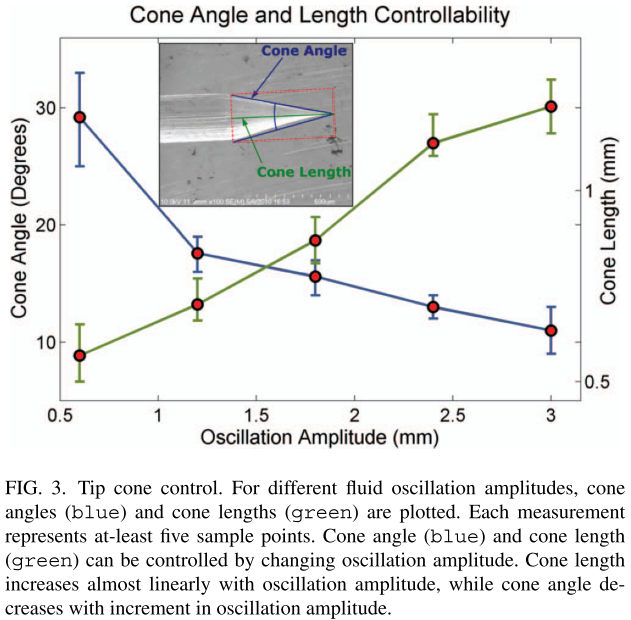 Cone Angle and Length Controllability
Cone Angle
Cone Length
600um
Cone Angle (Degrees)
30
20
10
Cone Length (mm)
1
0.5
0.5
1
1.5
2
2.5
3
Oscillation Amplitude (mm)
FIG. 3. Tip cone control. For different fluid oscillation amplitudes, cone
angles (blue) and cone lengths (green) are plotted. Each measurement
represents at-least five sample points. Cone angle (blue) and cone length
(green) can be controlled by changing oscillation amplitude. Cone length
increases almost linearly with oscillation amplitude, while cone angle de-
creases with increment in oscillation amplitude.